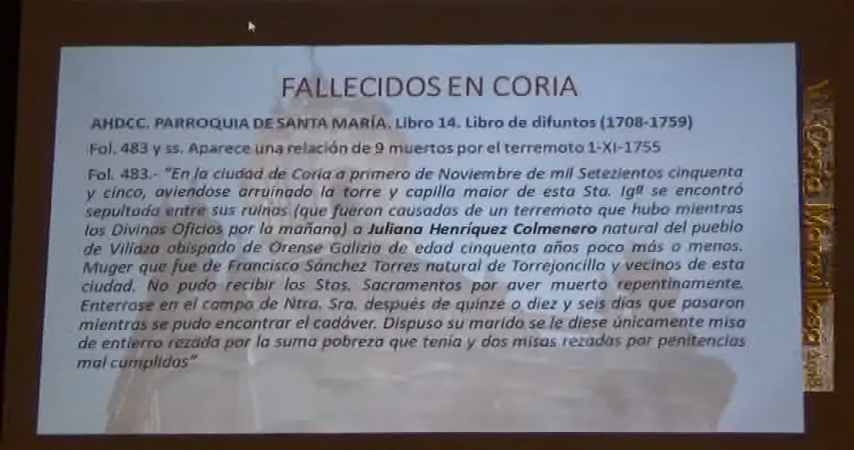 FALLECIDOS EN CORIA
AHDCC. PARROQUIA DE SANTA MARÍA. Libro 14. Libro de difuntos (1708-1759)
Fol. 483 y ss. Aparece una relación de 9 muertos por el terremoto 1-XI-1755
Fol. 483.- "En la ciudad de Coria a primero de Noviembre de mil Setezientos cinquenta
y cinco, aviendose arruinado la torre y capilla maior de esta Sta. Igª se encontró
sepultada entre sus ruinas (que fueron causadas de un terremoto que hubo mientras
los Divinos Oficios por la mañana) a Juliana Henríquez Colmenero natural del pueblo
de Villaza obispado de Orense Galizia de edad cinquenta años poco más o menos.
Muger que fue de Francisco Sánchez Torres natural de Torrejoncillo y vecinos de esta
ciudad. No pudo recibir los Stos. Sacramentos por aver muerto repentinamente.
Enterrose en el campo de Ntra. Sra. después de quinze o diez y seis días que pasaron
mientras se pudo encontrar el cadáver. Dispuso su marido se le diese únicamente misa
de entierro rezada por la suma pobreza que tenía y dos misas rezadas por penitencias
mal cumplidas"
Coria Maravillosa